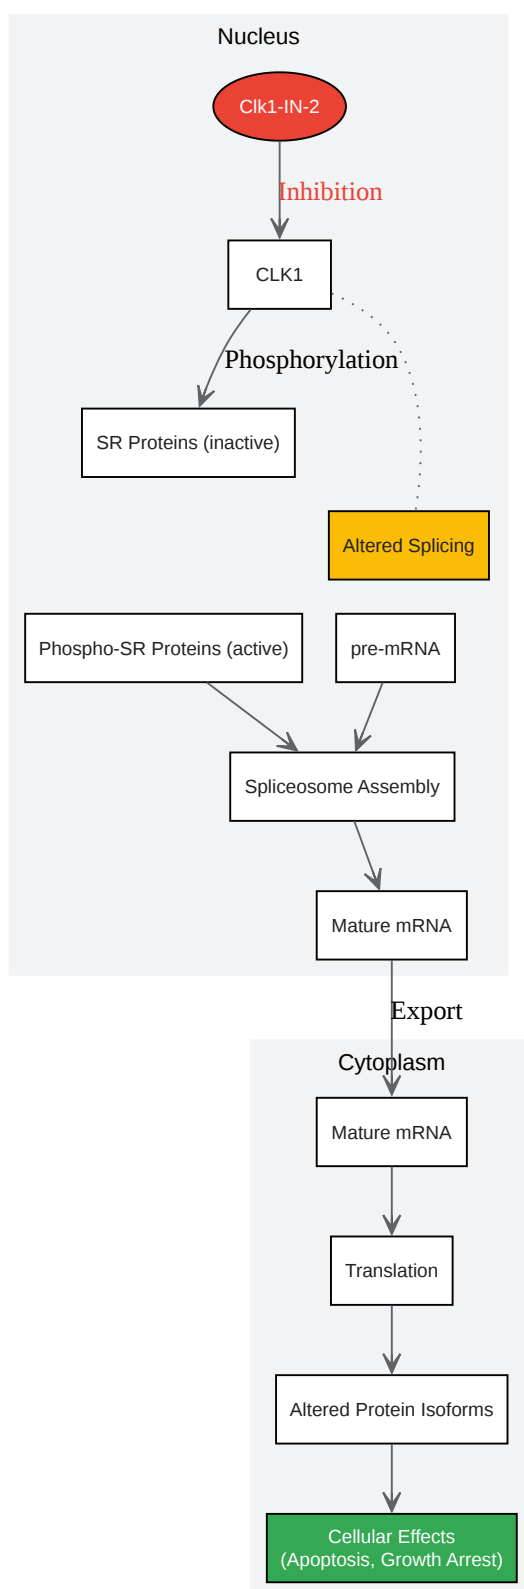 Nucleus
Clk1-IN-2
Inhibition
CLK1
Phosphorylation
SR Proteins (inactive)
Altered Splicing
Phospho-SR Proteins (active)
pre-mRNA
Spliceosome Assembly
Mature mRNA
Export
Cytoplasm
Mature mRNA
Translation
Altered Protein Isoforms
Cellular Effects
(Apoptosis, Growth Arrest)